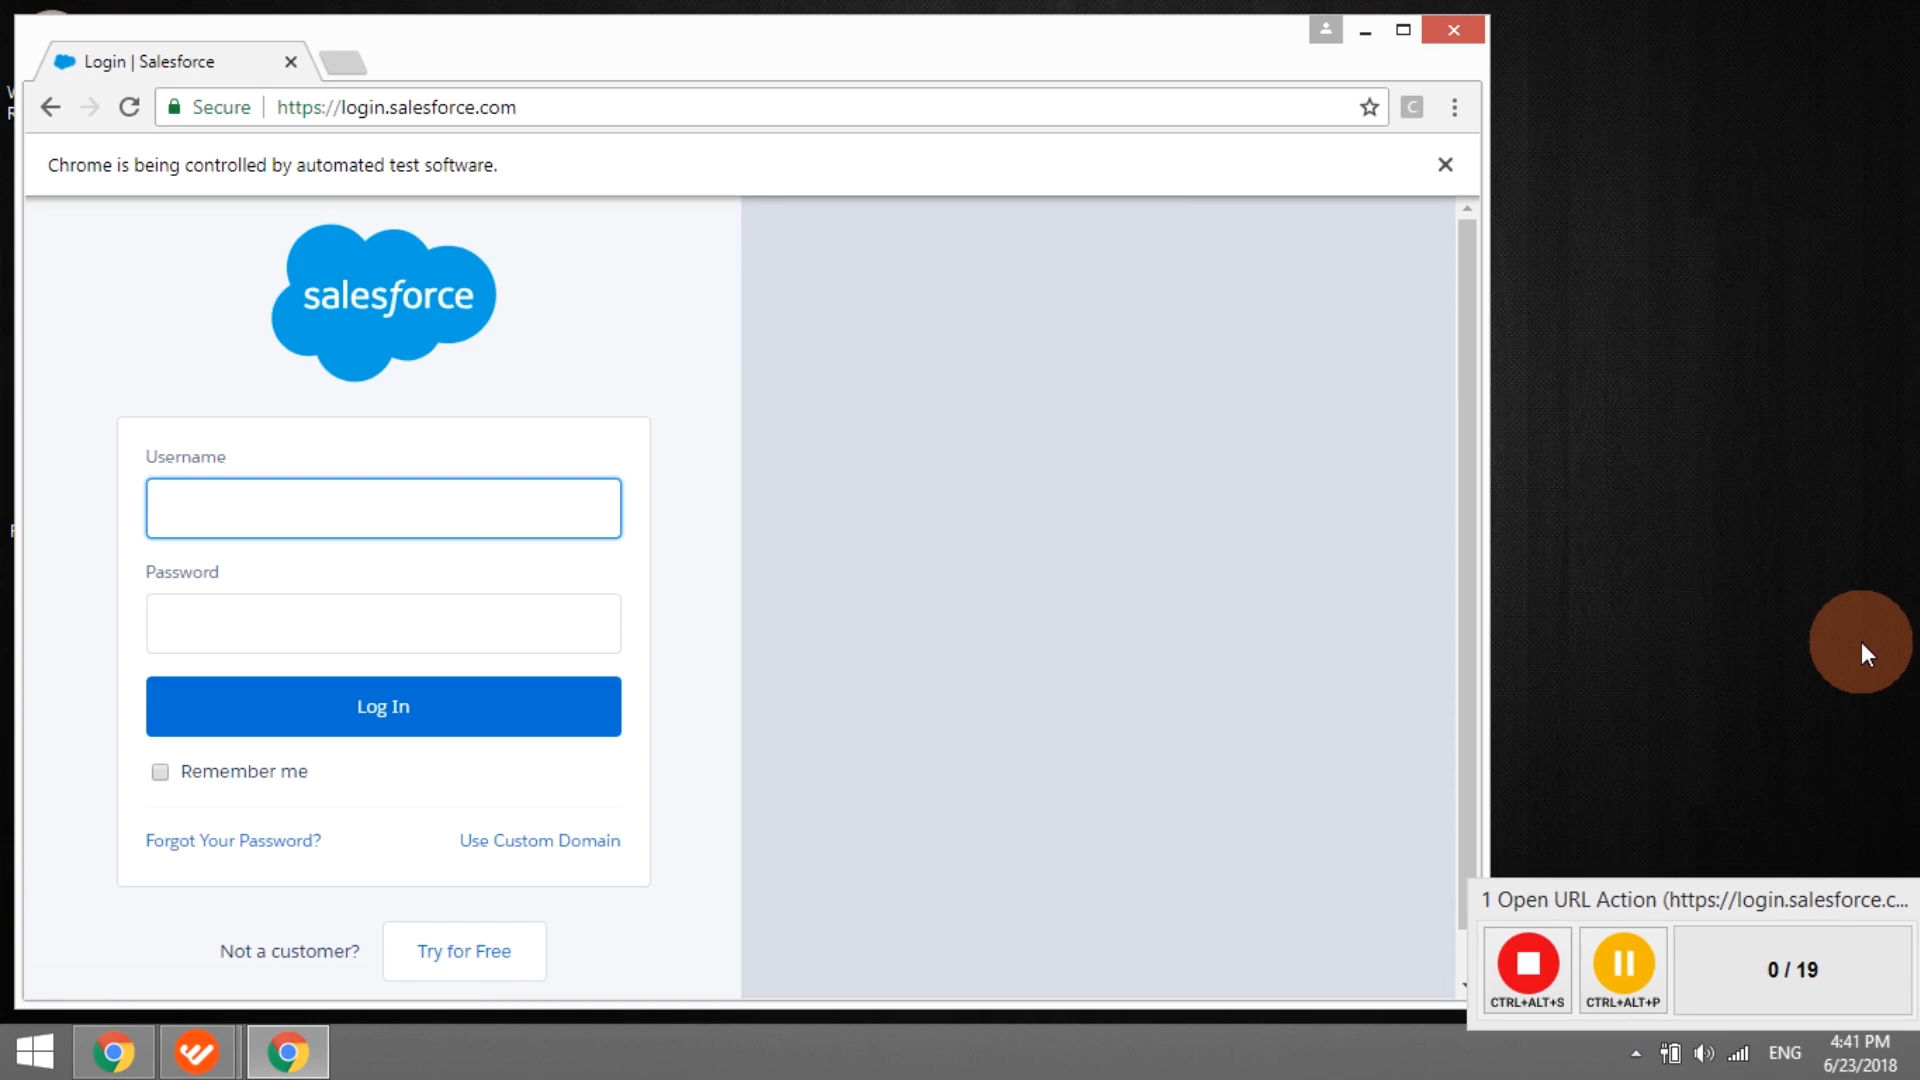 Login | Salesforce
Secure
https://login.salesforce.com
C
Chrome is being controlled by automated test software.
salesforce
Username
Password
Log In
Remember me
Forgot Your Password?
Use Custom Domain
Not a customer?
Try for Free
1 Open URL Action (https://login.salesforce.c...
CTRL+ALT+S
CTRL+ALT+P
0 / 19
ENG
4:41 PM
6/23/2018